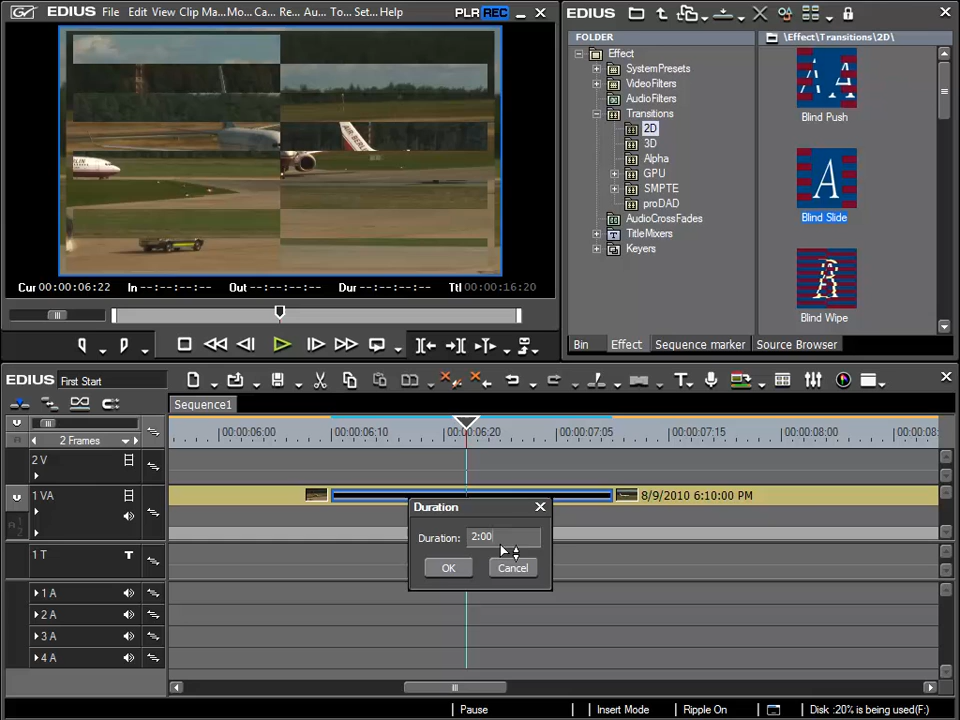 File Edit View Clip Ma... Mo... Ca... Re... Au... To... Set... Help PLR REC
Cur 00:00:06:22 In --:--:--:-- Out --:--:--:-- Dur --:--:--:-- Ttl 00:00:16:20
EDIUS
FOLDER
Effect
SystemPresets
VideoFilters
AudioFilters
Transitions
2D
3D
Alpha
GPU
SMPTE
proDAD
AudioCrossFades
TitleMixers
Keyers
\Effect\Transitions\2D\
Blind Push
Blind Slide
Blind Wipe
Bin Effect Sequence marker Source Browser
EDIUS First Start
Sequence1
2 Frames
00:00:06:00 00:00:06:10 00:00:06:20 00:00:07:05 00:00:07:15 00:00:08:00
2 V
1 VA
8/9/2010 6:10:00 PM
1 T T
1 A
2 A
3 A
4 A
Duration
Duration: 2:00
OK Cancel
Pause Insert Mode Ripple On Disk :20% is being used(F:)